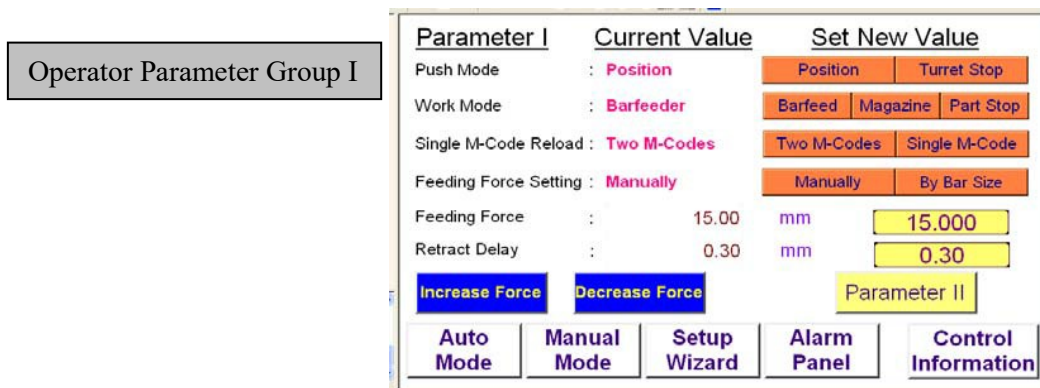 Operator Parameter Group I
Parameter I Current Value Set New Value
Push Mode : Position Position Turret Stop
Work Mode : Barfeeder Barfeed Magazine Part Stop
Single M-Code Reload : Two M-Codes Two M-Codes Single M-Code
Feeding Force Setting : Manually Manually By Bar Size
Feeding Force : 15.00 mm 15.000
Retract Delay : 0.30 mm 0.30
Increase Force Decrease Force Parameter II
Auto Mode Manual Mode Setup Wizard Alarm Panel Control Information